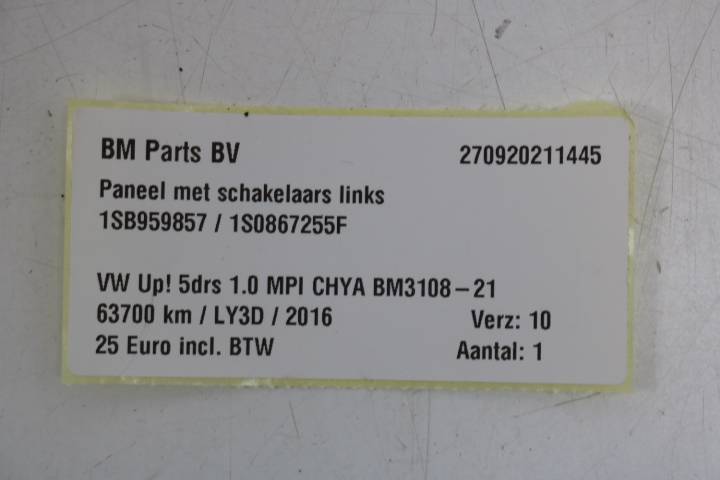 BM Parts BV 270920211445
Paneel met schakelaars links
1SB959857 / 1S0867255F
VW Up! 5drs 1.0 MPI CHYA BM3108-21
63700 km / LY3D / 2016 Verz: 10
25 Euro incl. BTW Aantal: 1